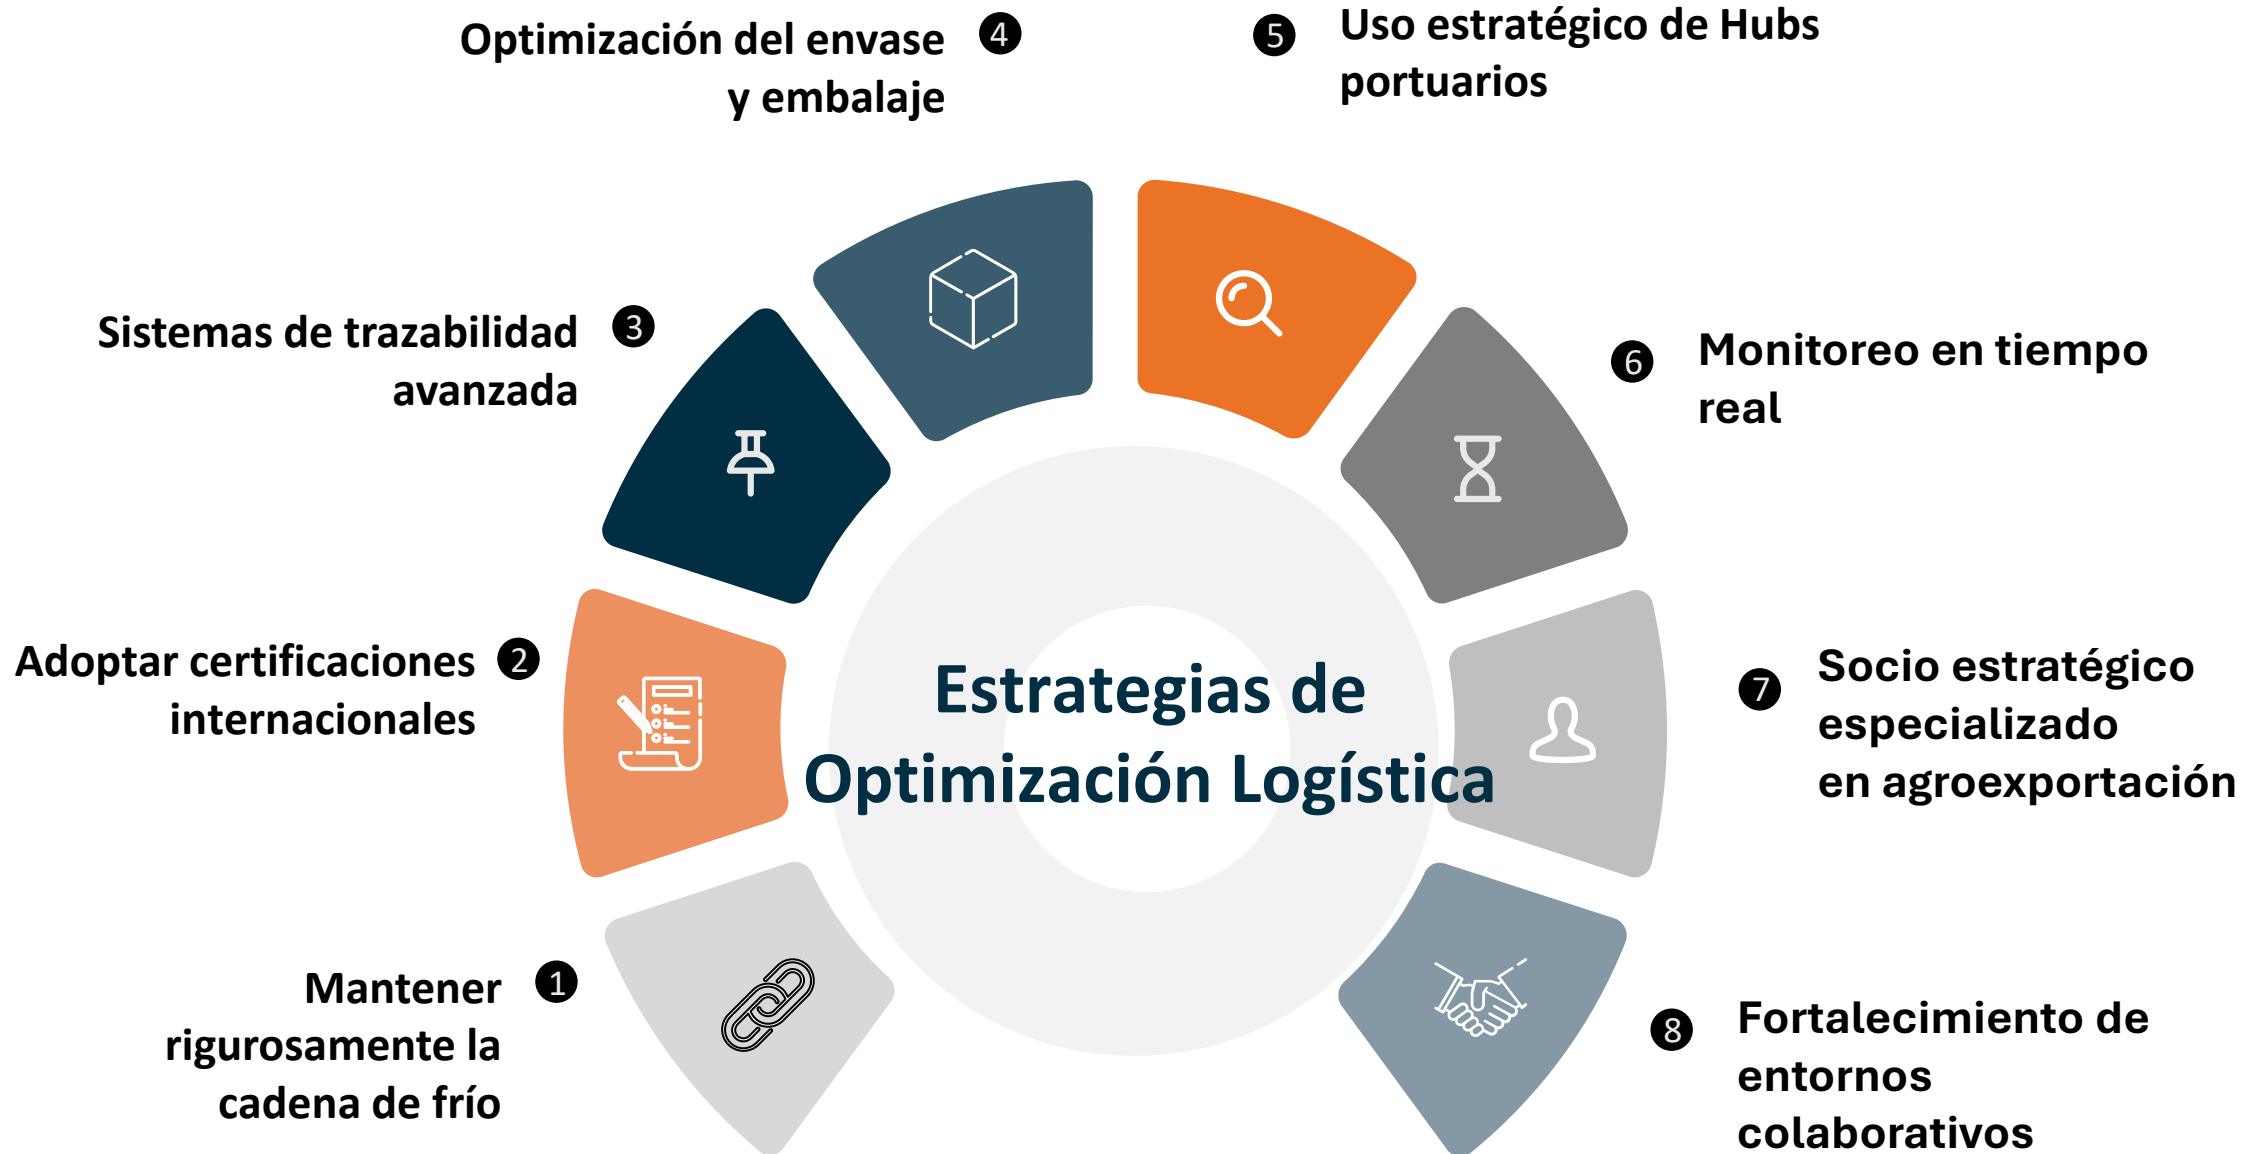 Optimización del envase
y embalaje
4
5
Uso estratégico de Hubs
portuarios
Sistemas de trazabilidad
avanzada
3
6
Monitoreo en tiempo
real
Adoptar certificaciones
internacionales
2
Estrategias de
Optimización Logística
7
Socio estratégico
especializado
en agroexportación
Mantener
rigurosamente la
cadena de frío
1
8
Fortalecimiento de
entornos
colaborativos